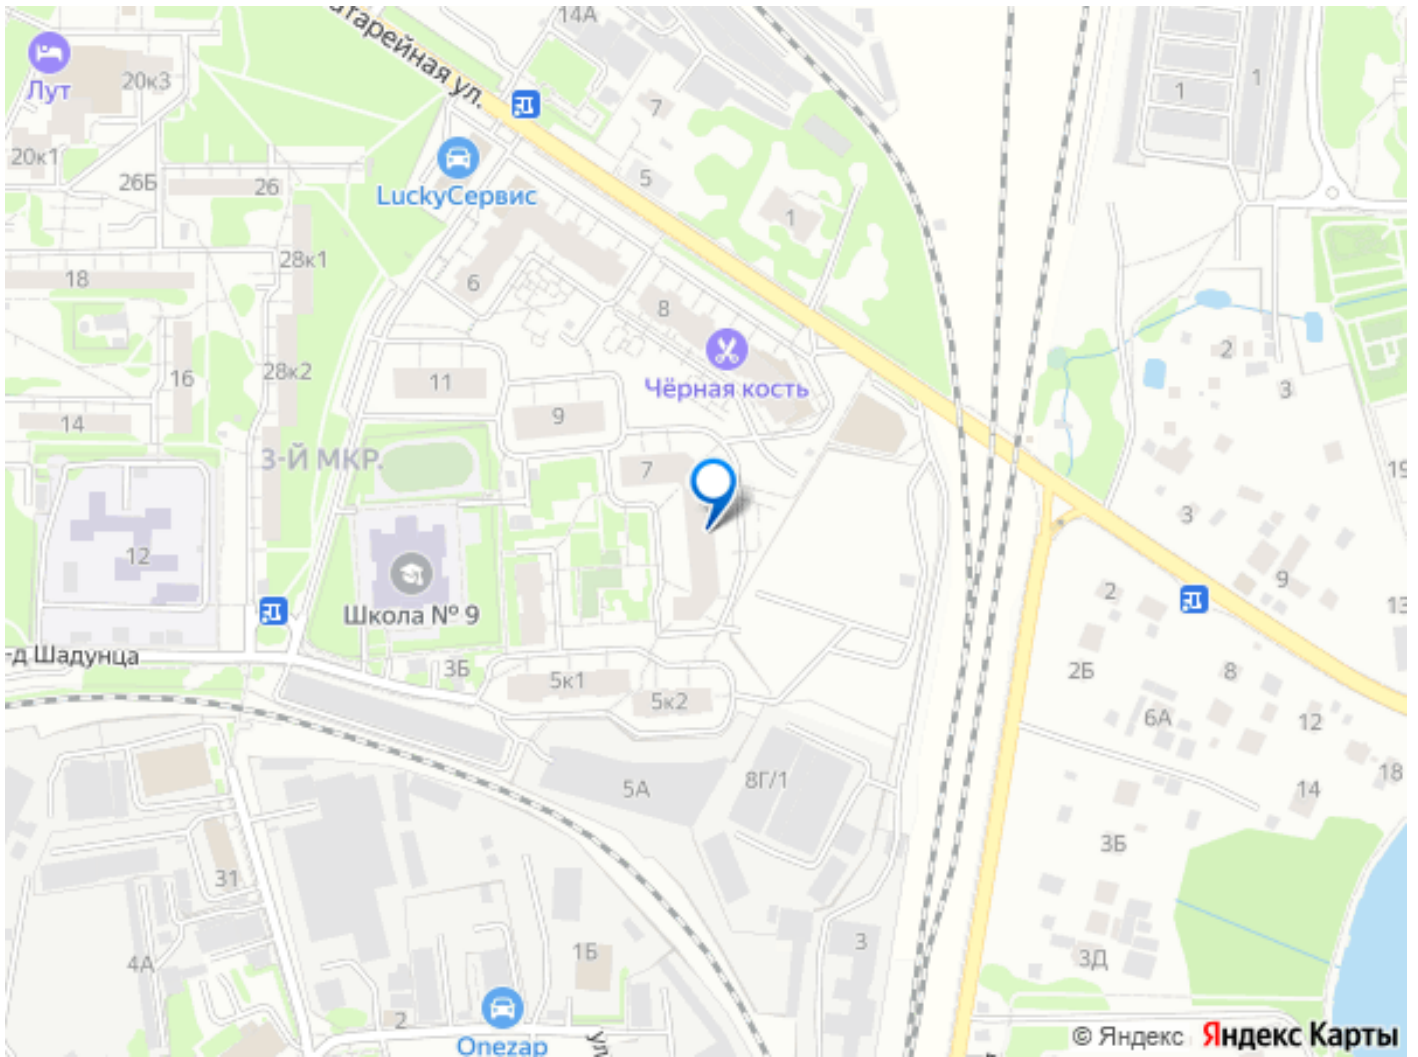 14А
Батарейная ул.
Лут
20к3
1
1
7
20к1
26Б
26
LuckyСервис
5
1
28к1
18
6
8
2
3
16
28к2
11
Чёрная кость
14
9
3-Й МКР.
7
19
3
12
9
2
13
Школа № 9
-д Шадунца
3Б
5к1
5к2
2Б
8
6А
12
5А
8Г/1
18
14
3Б
31
4А
1Б
3
3Д
2
Onezap
ул.
© Яндекс Яндекс Карты